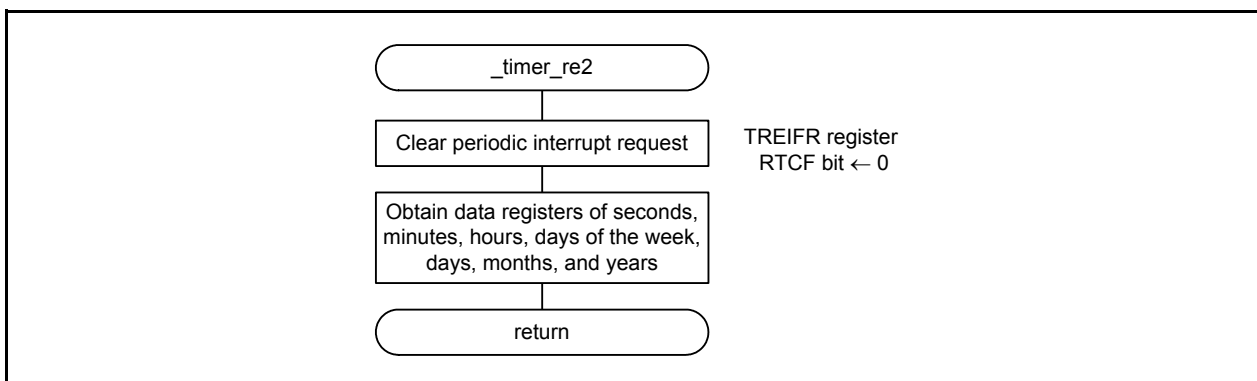 _timer_re2
Clear periodic interrupt request
TREIFR register
RTCF bit ← 0
Obtain data registers of seconds,
minutes, hours, days of the week,
days, months, and years
return